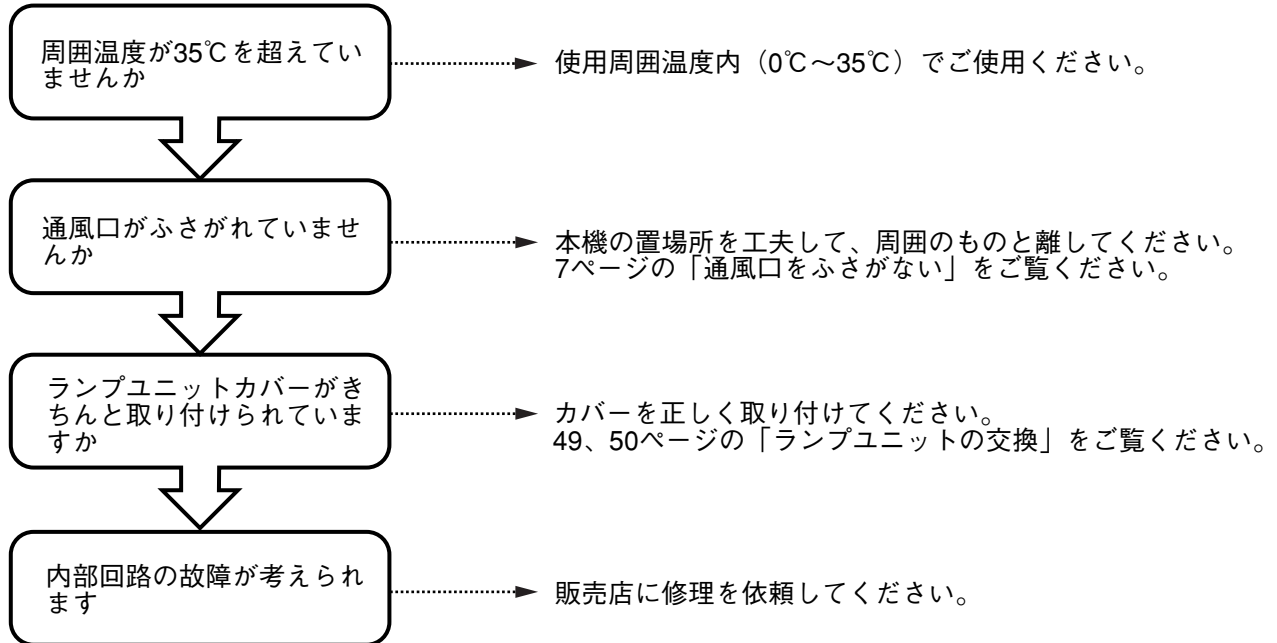 周囲温度が35℃を超えてい
ませんか
使用周囲温度内（0℃～35℃）でご使用ください。
通風口がふさがれていませ
んか
本機の置場所を工夫して、周囲のものと離してください。
7ページの「通風口をふさがない」をご覧ください。
ランプユニットカバーがき
ちんと取り付けられていま
すか
カバーを正しく取り付けてください。
49、50ページの「ランプユニットの交換」をご覧ください。
内部回路の故障が考えられ
ます
販売店に修理を依頼してください。